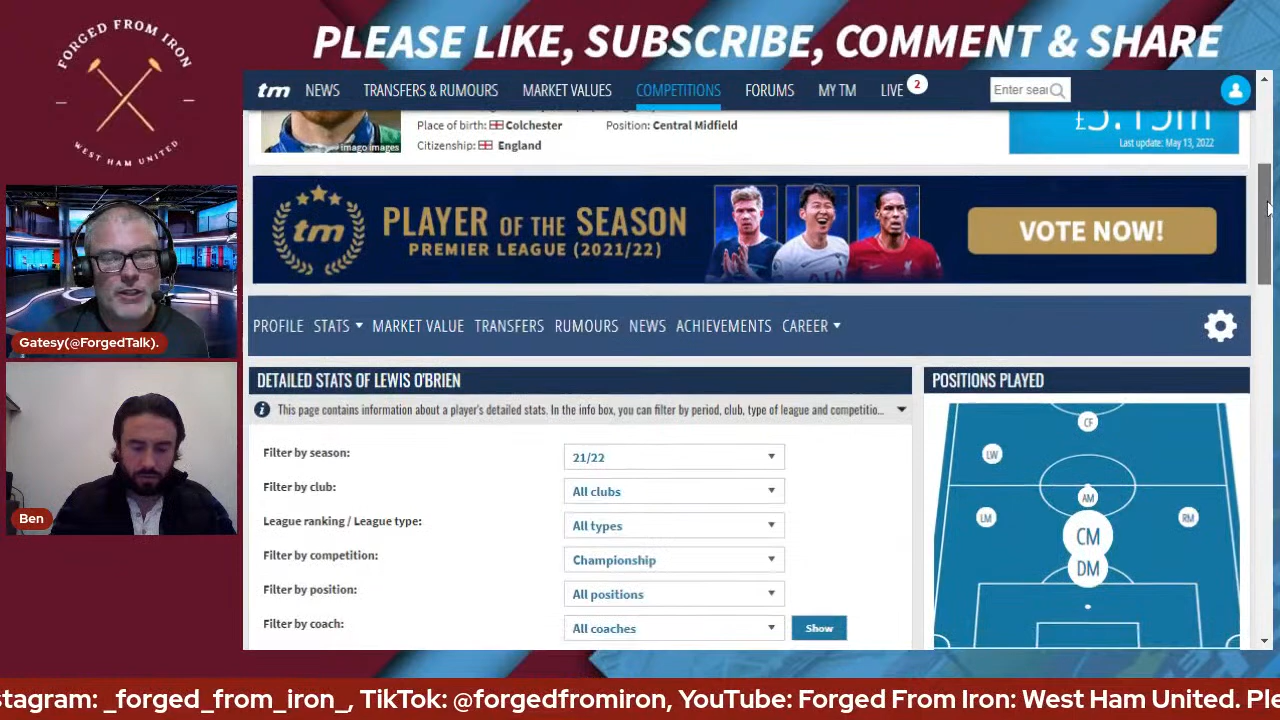 PLEASE LIKE, SUBSCRIBE, COMMENT & SHARE
FORGED FROM IRON
WEST HAM UNITED
tm NEWS TRANSFERS & RUMOURS MARKET VALUES COMPETITIONS FORUMS MY TM LIVE 2 Enter sear
Place of birth: Colchester Position: Central Midfield
Citizenship: England
imago images
£3.15m
Last update: May 13, 2022
tm
PLAYER OF THE SEASON
PREMIER LEAGUE (2021/22)
VOTE NOW!
PROFILE STATS MARKET VALUE TRANSFERS RUMOURS NEWS ACHIEVEMENTS CAREER
Gatesy(@ForgedTalk).
Ben
DETAILED STATS OF LEWIS O'BRIEN
This page contains information about a player's detailed stats. In the info box, you can filter by period, club, type of league and competitio...
Filter by season: 21/22
Filter by club: All clubs
League ranking / League type: All types
Filter by competition: Championship
Filter by position: All positions
Filter by coach: All coaches Show
POSITIONS PLAYED
CF
LW
AM
LM
RM
CM
DM
stagram: _forged_from_iron_, TikTok: @forgedfromiron, YouTube: Forged From Iron: West Ham United. Ple